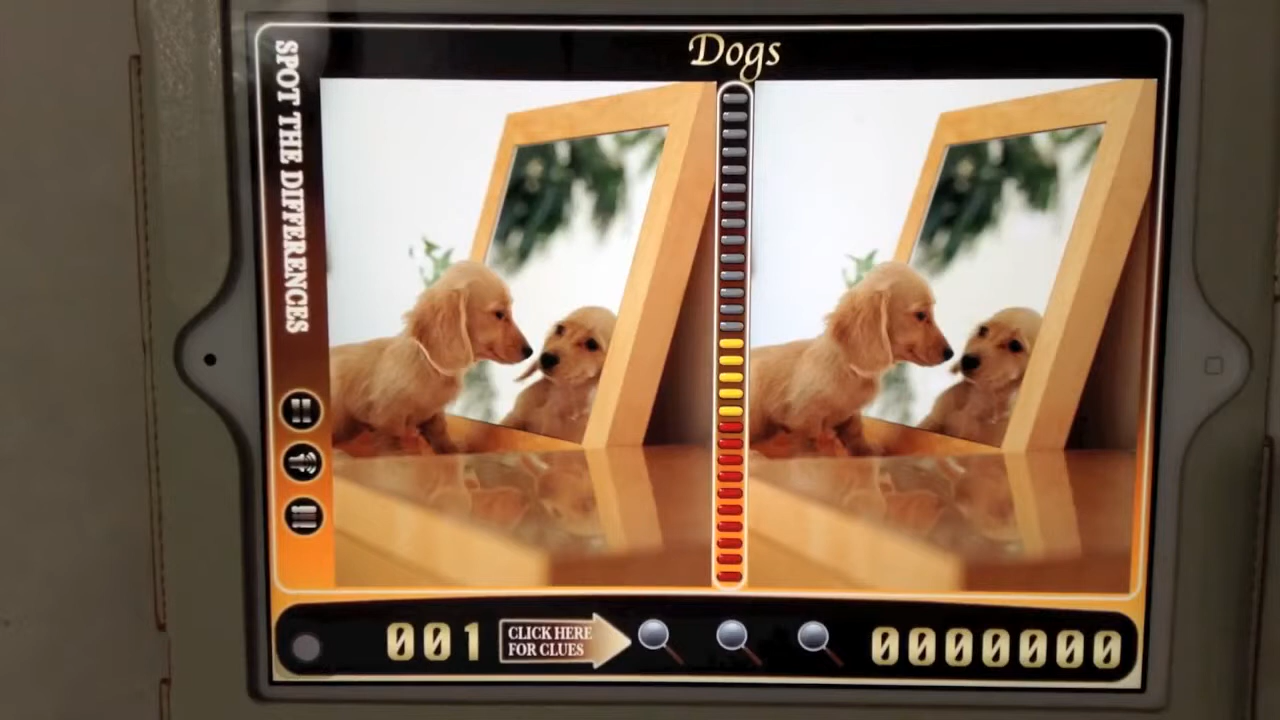 Dogs
SPOT THE DIFFERENCES
001
CLICK HERE
FOR CLUES
0000000